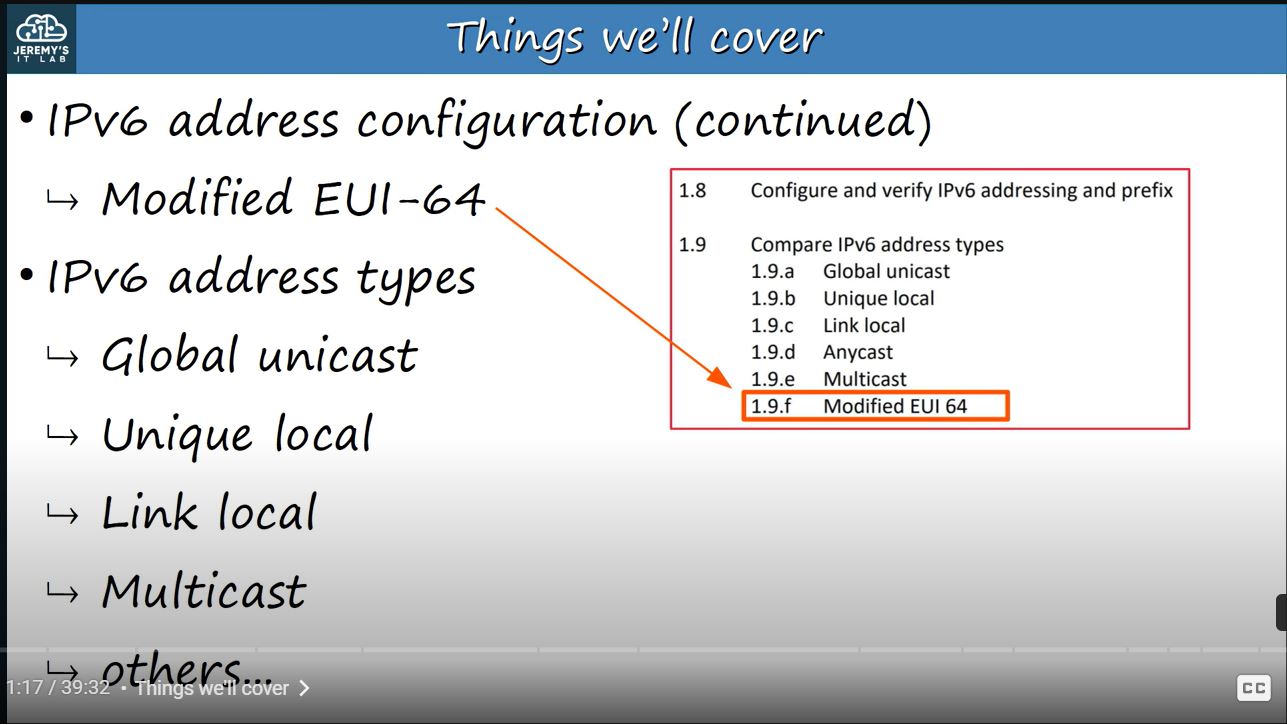 JEREMY'S
IT LAB
Things we'll cover
• IPv6 address configuration (continued)
↳ Modified EUI-64
• IPv6 address types
↳ Global unicast
↳ Unique local
↳ Link local
↳ Multicast
↳ others...
1.8 Configure and verify IPv6 addressing and prefix
1.9 Compare IPv6 address types
1.9.a Global unicast
1.9.b Unique local
1.9.c Link local
1.9.d Anycast
1.9.e Multicast
1.9.f Modified EUI 64
1:17 / 39:32 • Things we'll cover >
CC